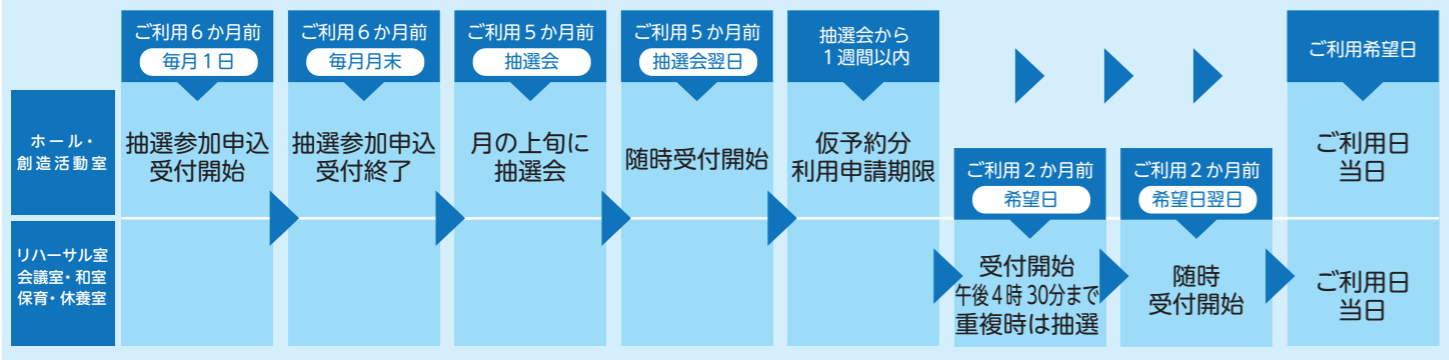 ご利用6か月前
毎月1日
ご利用6か月前
毎月月末
ご利用5か月前
抽選会
ご利用5か月前
抽選会翌日
抽選会から
1週間以内
ご利用希望日
ホール・
創造活動室
抽選参加申込
受付開始
抽選参加申込
受付終了
月の上旬に
抽選会
随時受付開始
仮予約分
利用申請期限
ご利用日
当日
ご利用2か月前
希望日
ご利用2か月前
希望日翌日
リハーサル室
会議室・和室
保育・休養室
受付開始
午後4時30分まで
重複時は抽選
随時
受付開始
ご利用日
当日